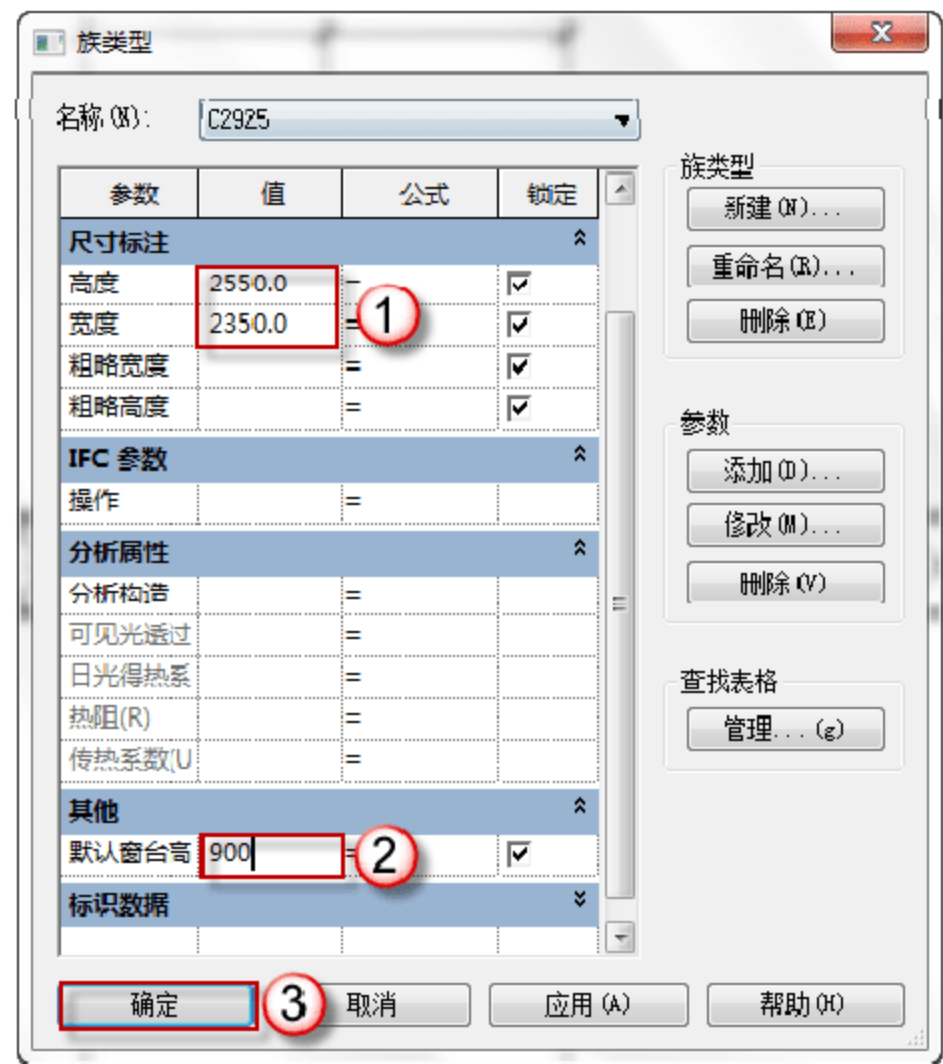 族类型
名称(N):
C2925
参数 值 公式 锁定
尺寸标注
高度 2550.0 =
宽度 2350.0 =
①
粗略宽度 =
粗略高度 =
IFC 参数
操作 =
分析属性
分析构造 =
可见光透过
=
日光得热系
=
热阻(R) =
传热系数(U =
其他
默认窗台高 900 =
②
标识数据
族类型
新建(N)...
重命名(R)...
删除(E)
参数
添加(D)...
修改(M)...
删除(V)
查找表格
管理...(g)
确定 ③ 取消 应用(A) 帮助(H)